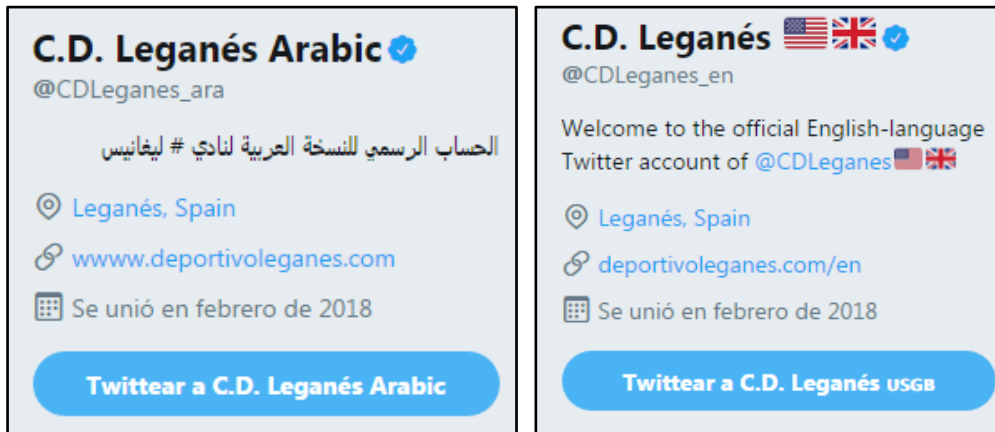 C.D. Leganés Arabic
@CDLeganes_ara
الحساب الرسمي للنسخة العربية لنادي # ليغانيس
Leganés, Spain
wwww.deportivoleganes.com
Se unió en febrero de 2018
Twittear a C.D. Leganés Arabic
C.D. Leganés 🇺🇸🇬🇧
@CDLeganes_en
Welcome to the official English-language
Twitter account of @CDLeganes🇺🇸🇬🇧
Leganés, Spain
deportivoleganes.com/en
Se unió en febrero de 2018
Twittear a C.D. Leganés USGB